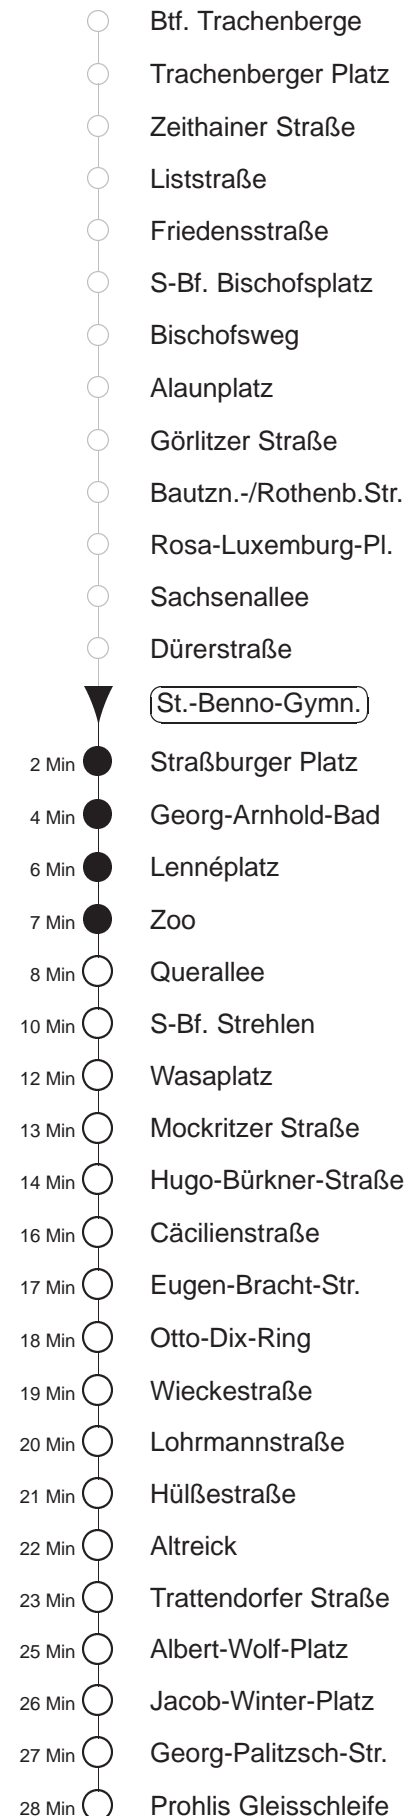 Btf. Trachenberge
Trachenberger Platz
Zeithainer Straße
Liststraße
Friedensstraße
S-Bf. Bischofsplatz
Bischofsweg
Alaunplatz
Görlitzer Straße
Bautzn.-/Rothenb.Str.
Rosa-Luxemburg-Pl.
Sachsenallee
Dürerstraße
St.-Benno-Gymn.
2 Min Straßburger Platz
4 Min Georg-Arnhold-Bad
6 Min Lennéplatz
7 Min Zoo
8 Min Querallee
10 Min S-Bf. Strehlen
12 Min Wasaplatz
13 Min Mockritzer Straße
14 Min Hugo-Bürkner-Straße
16 Min Cäcilienstraße
17 Min Eugen-Bracht-Str.
18 Min Otto-Dix-Ring
19 Min Wieckestraße
20 Min Lohrmannstraße
21 Min Hülßestraße
22 Min Altreick
23 Min Trattendorfer Straße
25 Min Albert-Wolf-Platz
26 Min Jacob-Winter-Platz
27 Min Georg-Palitzsch-Str.
28 Min Prohlis Gleisschleife